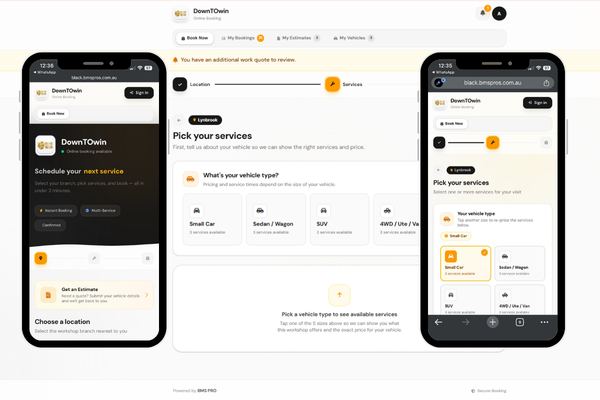 DownTOwin
Online Booking
Book Now
My Bookings
My Estimates
My Vehicles
You have an additional work quote to review.
Location
Services
Lynbrook
Pick your services
First, tell us about your vehicle so we can show the right services and price.
What's your vehicle type?
Pricing and service times depend on the size of your vehicle.
Small Car
2 services available
Sedan / Wagon
2 services available
SUV
2 services available
4WD / Ute / Va
2 services available
Pick a vehicle type to see available services
Tap one of the 5 sizes above so we can show you what
this workshop offers and the exact price for your vehicle.
Powered by BMS PRO
Secure Booking
12:36
WhatsApp
black.bmspros.com.au
DownTOwin
Online Booking
Sign in
Book Now
DownTOwin
Online booking available
Schedule your next service
Select your branch, pick services, and book — all in
under 2 minutes.
Instant Booking
Multi-Service
Confirmed
Get an Estimate
Need a quote? Submit your vehicle details
and we'll get back to you.
Choose a location
Select the workshop branch nearest to you
12:35
WhatsApp
black.bmspros.com.au
DownTOwin
Online Booking
Sign in
Book Now
Lynbrook
Pick your services
Select one or more services for your visit
Your vehicle type
Tap another size to re-price the services
below.
Small Car
Small Car
2 services available
Sedan / Wagon
2 services available
SUV
2 services available
4WD / Ute / Van
2 services available